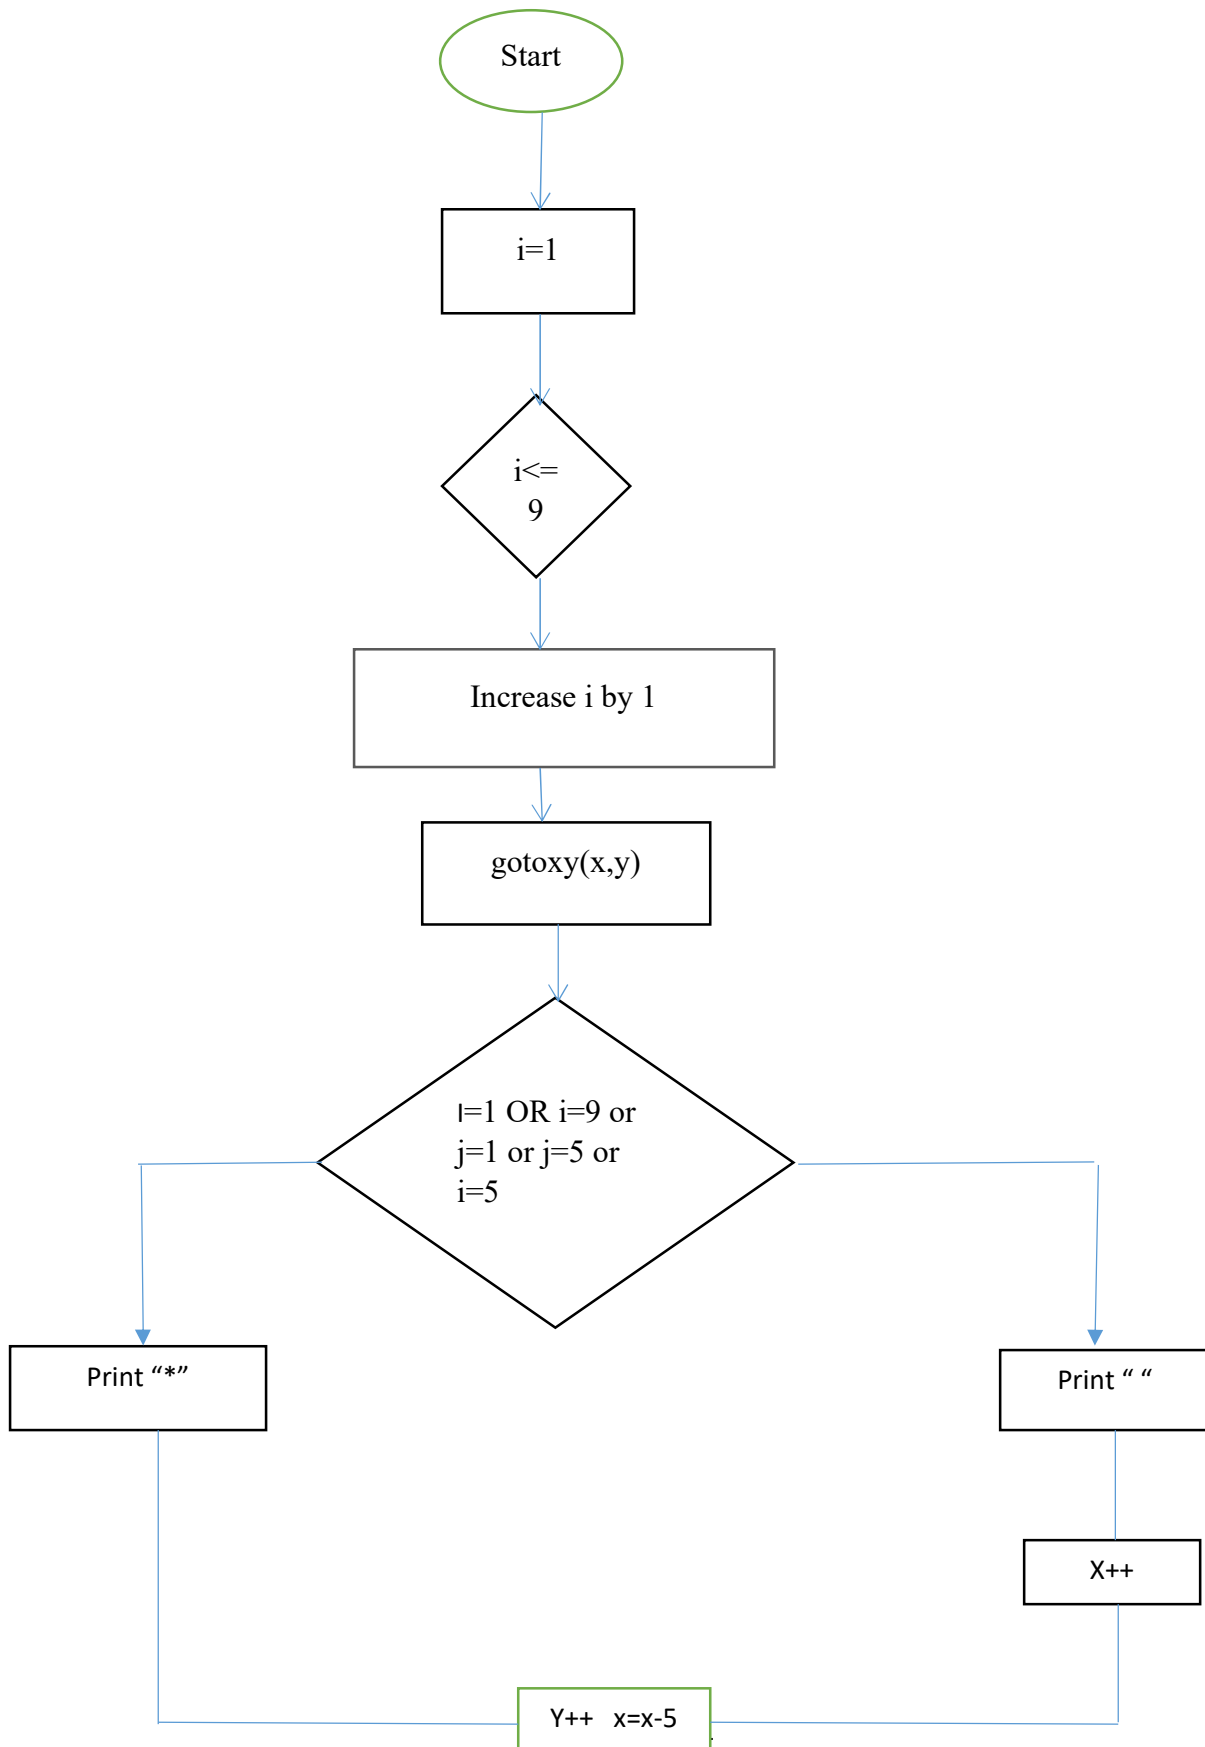 Start
i=1
i<=
9
Increase i by 1
gotoxy(x,y)
I=1 OR i=9 or
j=1 or j=5 or
i=5
Print “*”
Print “ “
X++
Y++ x=x-5